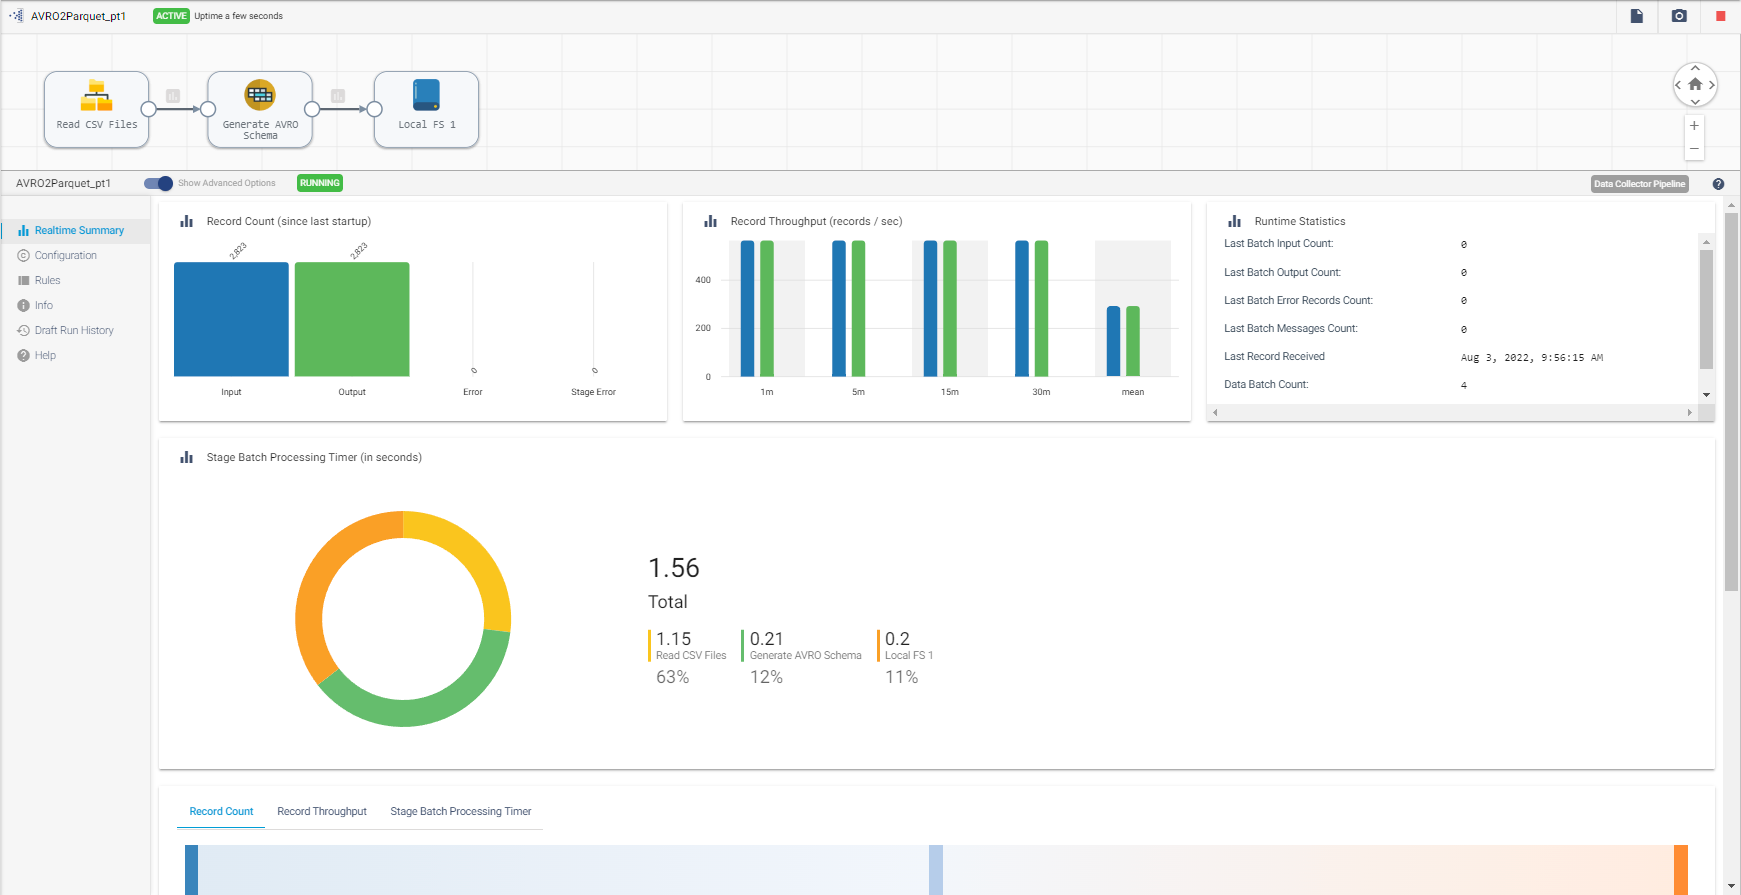 AVRO2Parquet_pt1
ACTIVE Uptime a few seconds
Read CSV Files
Generate AVRO
Schema
Local FS 1
AVRO2Parquet_pt1
Show Advanced Options
RUNNING
Data Collector Pipeline
Realtime Summary
Configuration
Rules
Info
Draft Run History
Help
Record Count (since last startup)
2,823
2,823
0
0
Input
Output
Error
Stage Error
Record Throughput (records / sec)
400
200
0
1m
5m
15m
30m
mean
Runtime Statistics
Last Batch Input Count: 0
Last Batch Output Count: 0
Last Batch Error Records Count: 0
Last Batch Messages Count: 0
Last Record Received Aug 3, 2022, 9:56:15 AM
Data Batch Count: 4
Stage Batch Processing Timer (in seconds)
1.56
Total
1.15
Read CSV Files
63%
0.21
Generate AVRO Schema
12%
0.2
Local FS 1
11%
Record Count
Record Throughput
Stage Batch Processing Timer